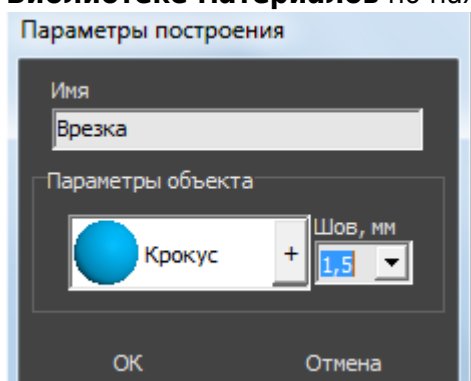 Библиотеке материалов
Параметры построения
Имя
Врезка
Параметры объекта
Шов, мм
Крокус
+
1,5
ОК
Отмена